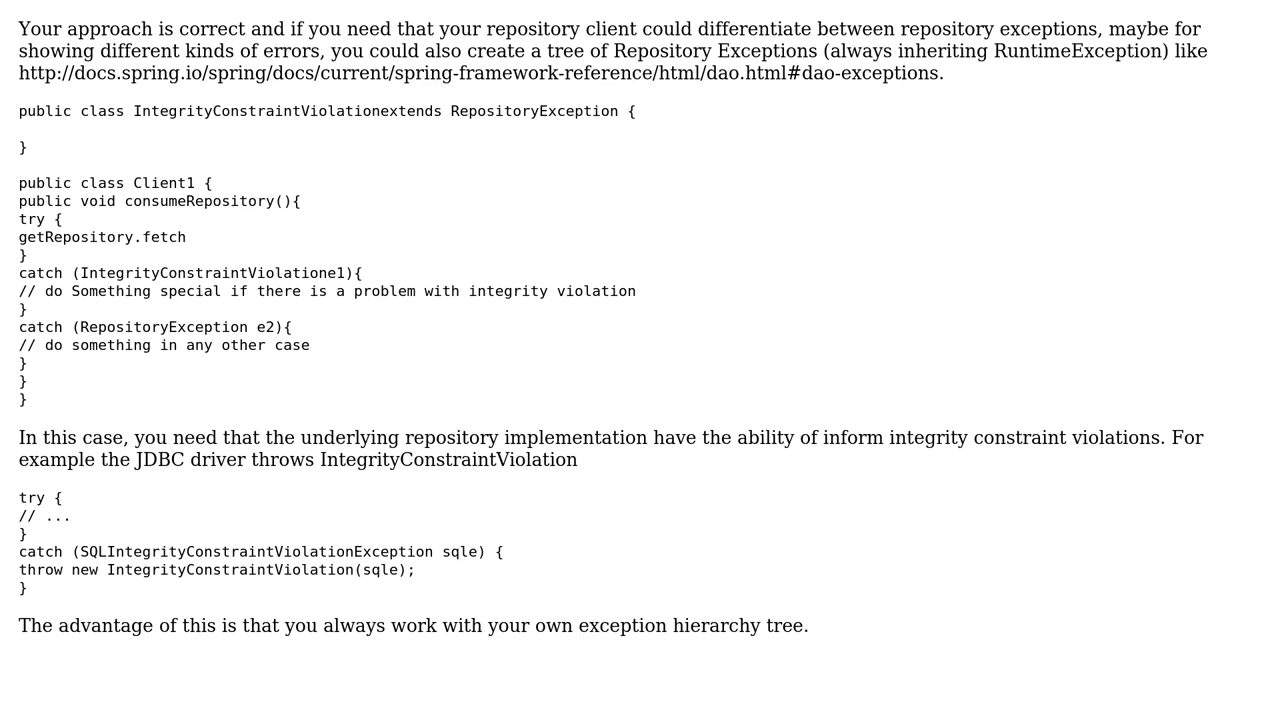 Your approach is correct and if you need that your repository client could differentiate between repository exceptions, maybe for
showing different kinds of errors, you could also create a tree of Repository Exceptions (always inheriting RuntimeException) like
http://docs.spring.io/spring/docs/current/spring-framework-reference/html/dao.html#dao-exceptions.
public class IntegrityConstraintViolationextends RepositoryException {
}
public class Client1 {
public void consumeRepository(){
try {
getRepository.fetch
}
catch (IntegrityConstraintViolatione1){
// do Something special if there is a problem with integrity violation
}
catch (RepositoryException e2){
// do something in any other case
}
}
}
In this case, you need that the underlying repository implementation have the ability of inform integrity constraint violations. For
example the JDBC driver throws IntegrityConstraintViolation
try {
// ...
}
catch (SQLIntegrityConstraintViolationException sqle) {
throw new IntegrityConstraintViolation(sqle);
}
The advantage of this is that you always work with your own exception hierarchy tree.